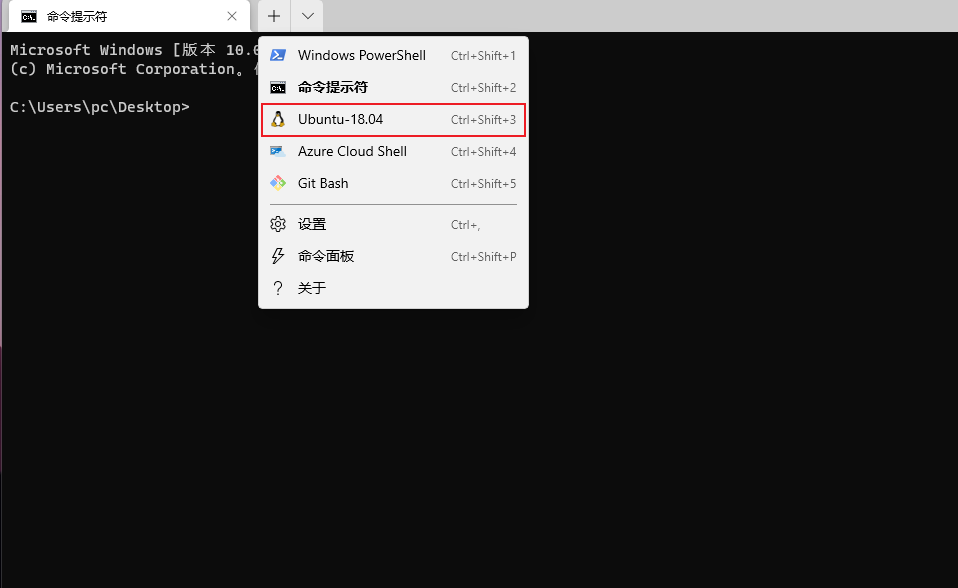 命令提示符
Microsoft Windows [版本 10.0
(c) Microsoft Corporation。
C:\Users\pc\Desktop>
Windows PowerShell Ctrl+Shift+1
命令提示符 Ctrl+Shift+2
Ubuntu-18.04 Ctrl+Shift+3
Azure Cloud Shell Ctrl+Shift+4
Git Bash Ctrl+Shift+5
设置 Ctrl+,
命令面板 Ctrl+Shift+P
关于